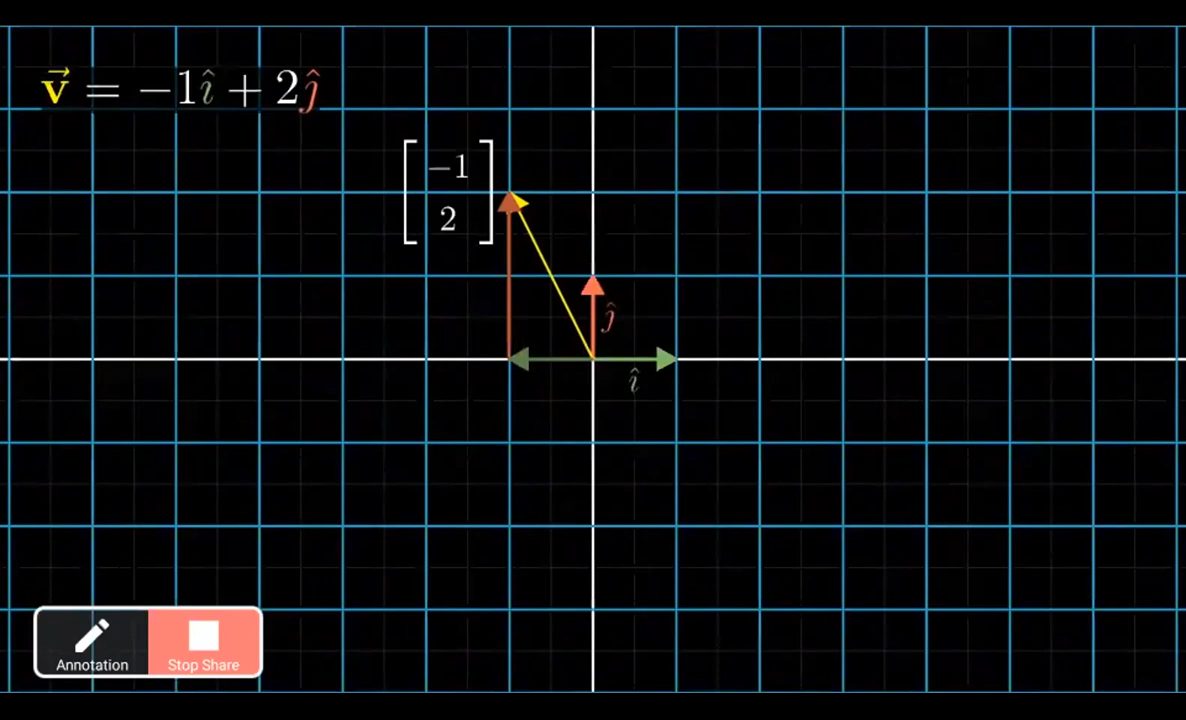 v⃗ = −1î + 2ĵ
−1
2
ĵ
î
Annotation
Stop Share